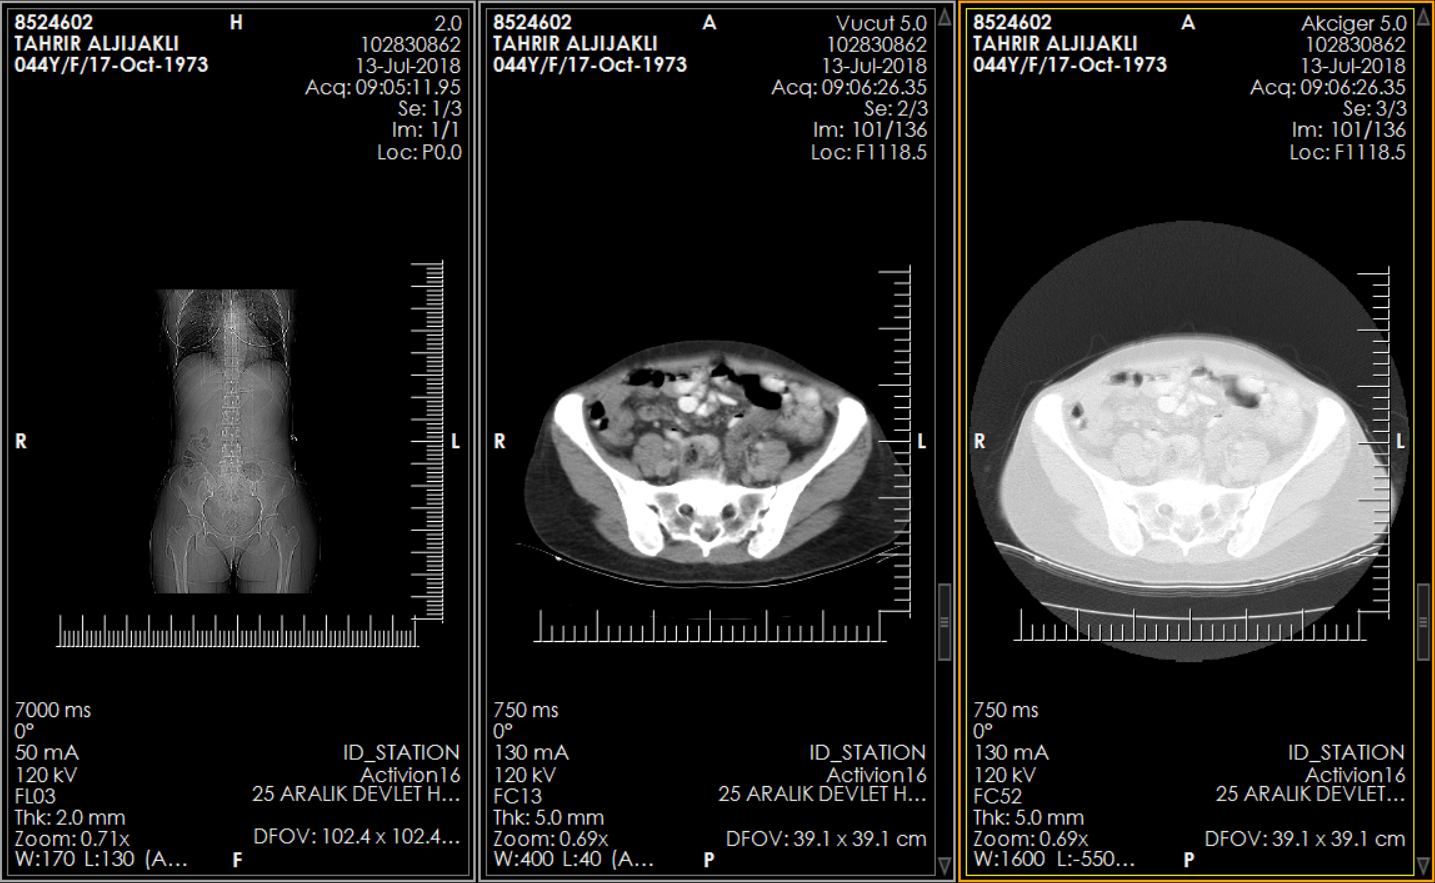 8524602 H 2.0
TAHRIR ALJIJAKLI 102830862
044Y/F/17-Oct-1973 13-Jul-2018
Acq: 09:05:11.95
Se: 1/3
Im: 1/1
Loc: P0.0
R L
7000 ms
0°
50 mA ID_STATION
120 kV Activion16
FL03 25 ARALIK DEVLET H...
Thk: 2.0 mm
Zoom: 0.71x DFOV: 102.4 x 102.4...
W:170 L:130 (A... F
8524602 A Vucut 5.0
TAHRIR ALJIJAKLI 102830862
044Y/F/17-Oct-1973 13-Jul-2018
Acq: 09:06:26.35
Se: 2/3
Im: 101/136
Loc: F1118.5
R L
750 ms
0°
130 mA ID_STATION
120 kV Activion16
FC13 25 ARALIK DEVLET H...
Thk: 5.0 mm
Zoom: 0.69x DFOV: 39.1 x 39.1 cm
W:400 L:40 (A... P
8524602 A Akciger 5.0
TAHRIR ALJIJAKLI 102830862
044Y/F/17-Oct-1973 13-Jul-2018
Acq: 09:06:26.35
Se: 3/3
Im: 101/136
Loc: F1118.5
R L
750 ms
0°
130 mA ID_STATION
120 kV Activion16
FC52 25 ARALIK DEVLET...
Thk: 5.0 mm
Zoom: 0.69x DFOV: 39.1 x 39.1 cm
W:1600 L:-550... P